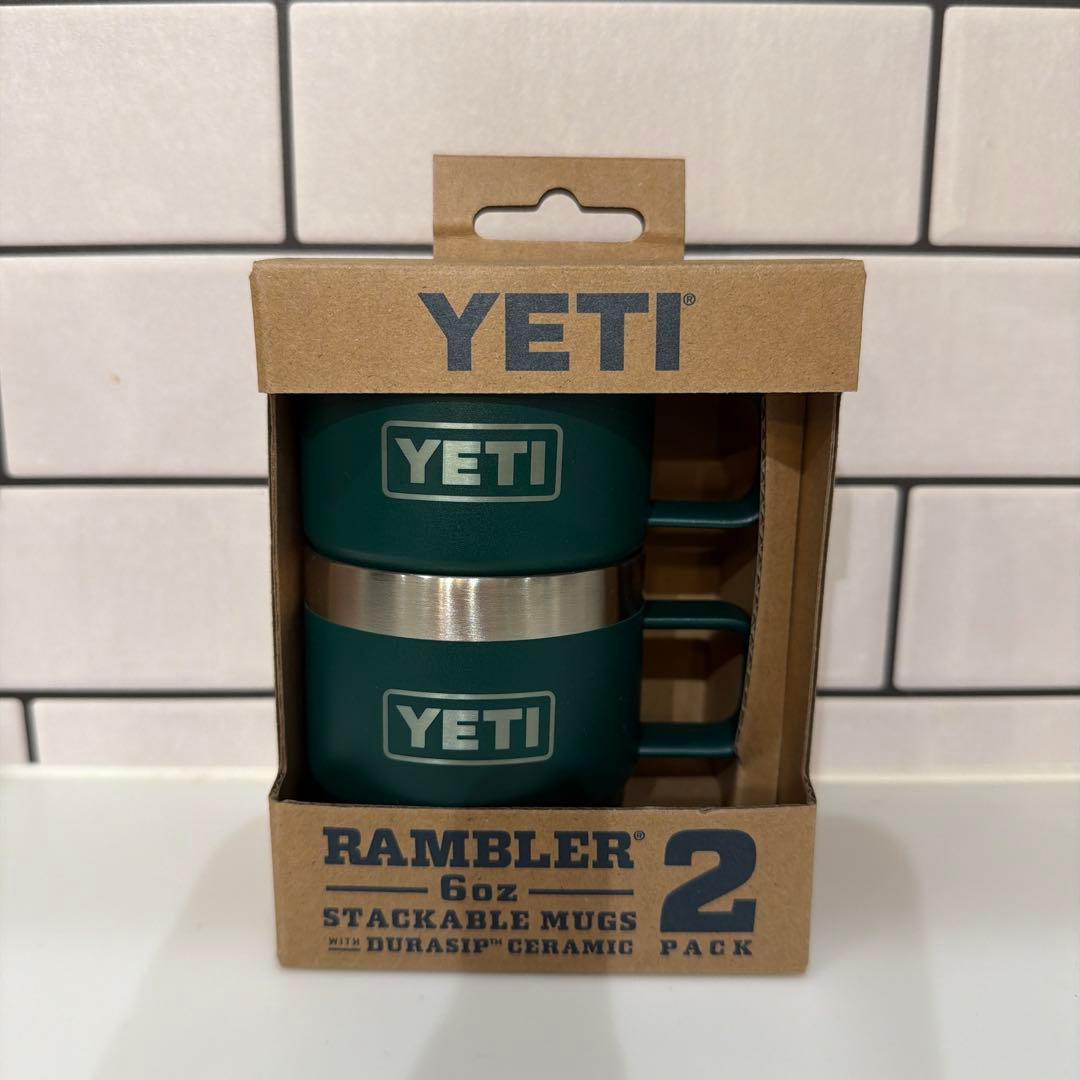 YETI®
YETI
YETI
RAMBLER®
6oz
STACKABLE MUGS
WITH DURASIP™ CERAMIC
2
PACK